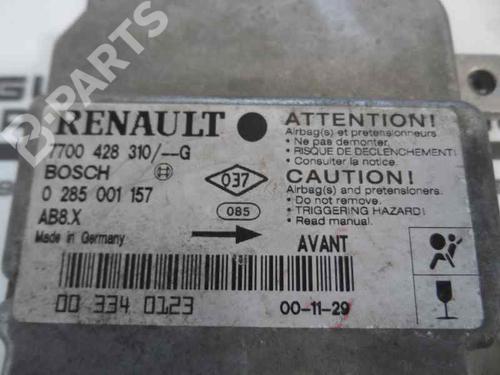 B-PARTS
RENAULT
7700 428 310/--G
BOSCH
0 285 001 157
AB8.X
Made in Germany
037
085
ATTENTION!
Airbag(s) et pretensionneurs
• Ne pas demonter.
• RISQUE DE DECLENCHEMENT!
• Consulter la notice.
CAUTION!
Airbag(s) and pretensioners.
• Do not remove.
• TRIGGERING HAZARD!
• Read manual.
AVANT
00 334 0123
00-11-29